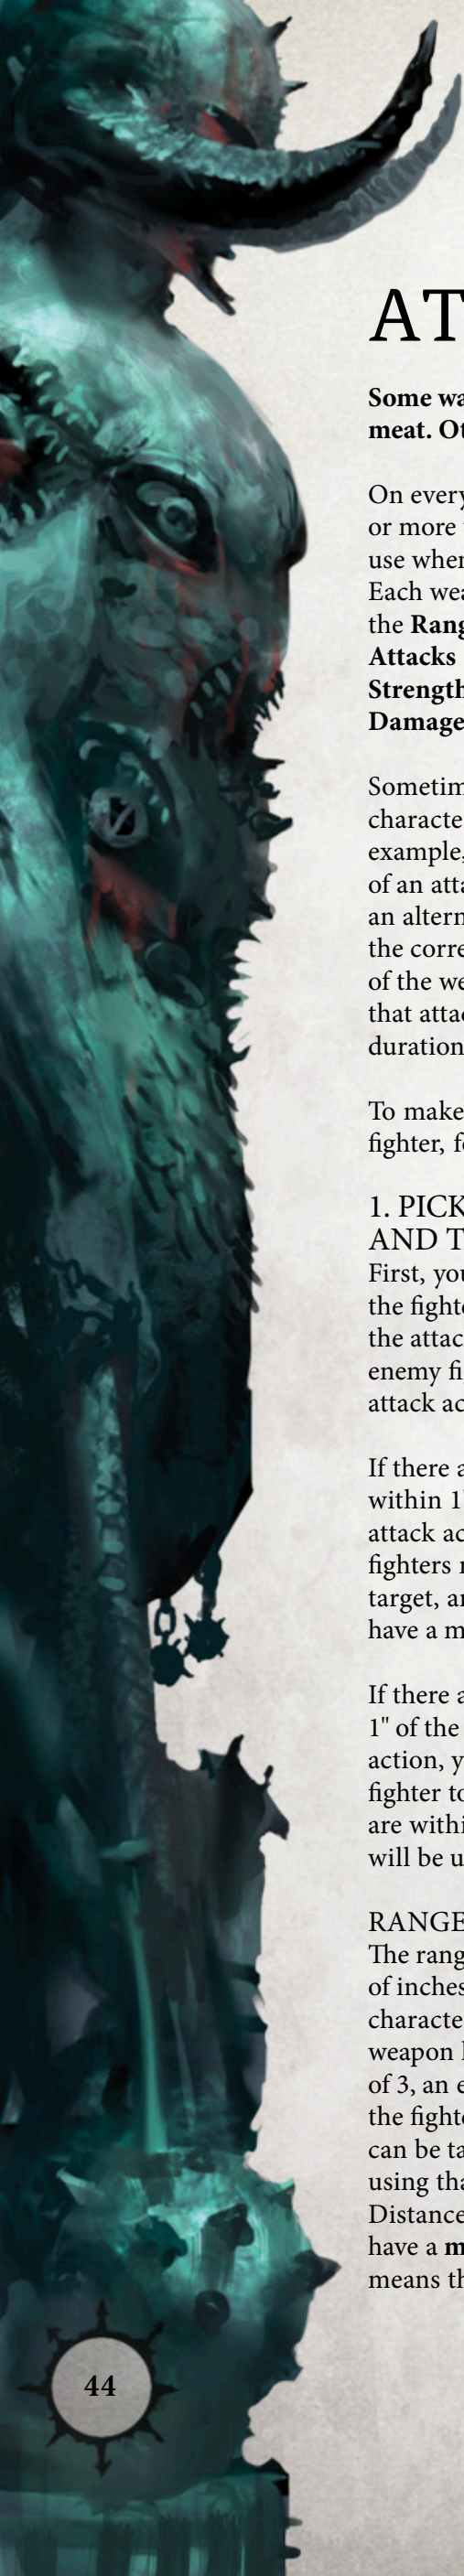 AT
Some wa
meat. Ot
On every
or more
use when
Each wea
the Rang
Attacks
Strength
Damage
Sometim
characte
example,
of an atta
an altern
the corre
of the we
that attac
duration
To make
fighter, fo
1. PICK
AND T
First, you
the fighte
the attac
enemy fig
attack ac
If there a
within 1"
attack ac
fighters n
target, an
have a m
If there a
1" of the
action, y
fighter to
are withi
will be u
RANGE
The rang
of inches
characte
weapon h
of 3, an e
the fighte
can be ta
using tha
Distance
have a m
means th
44